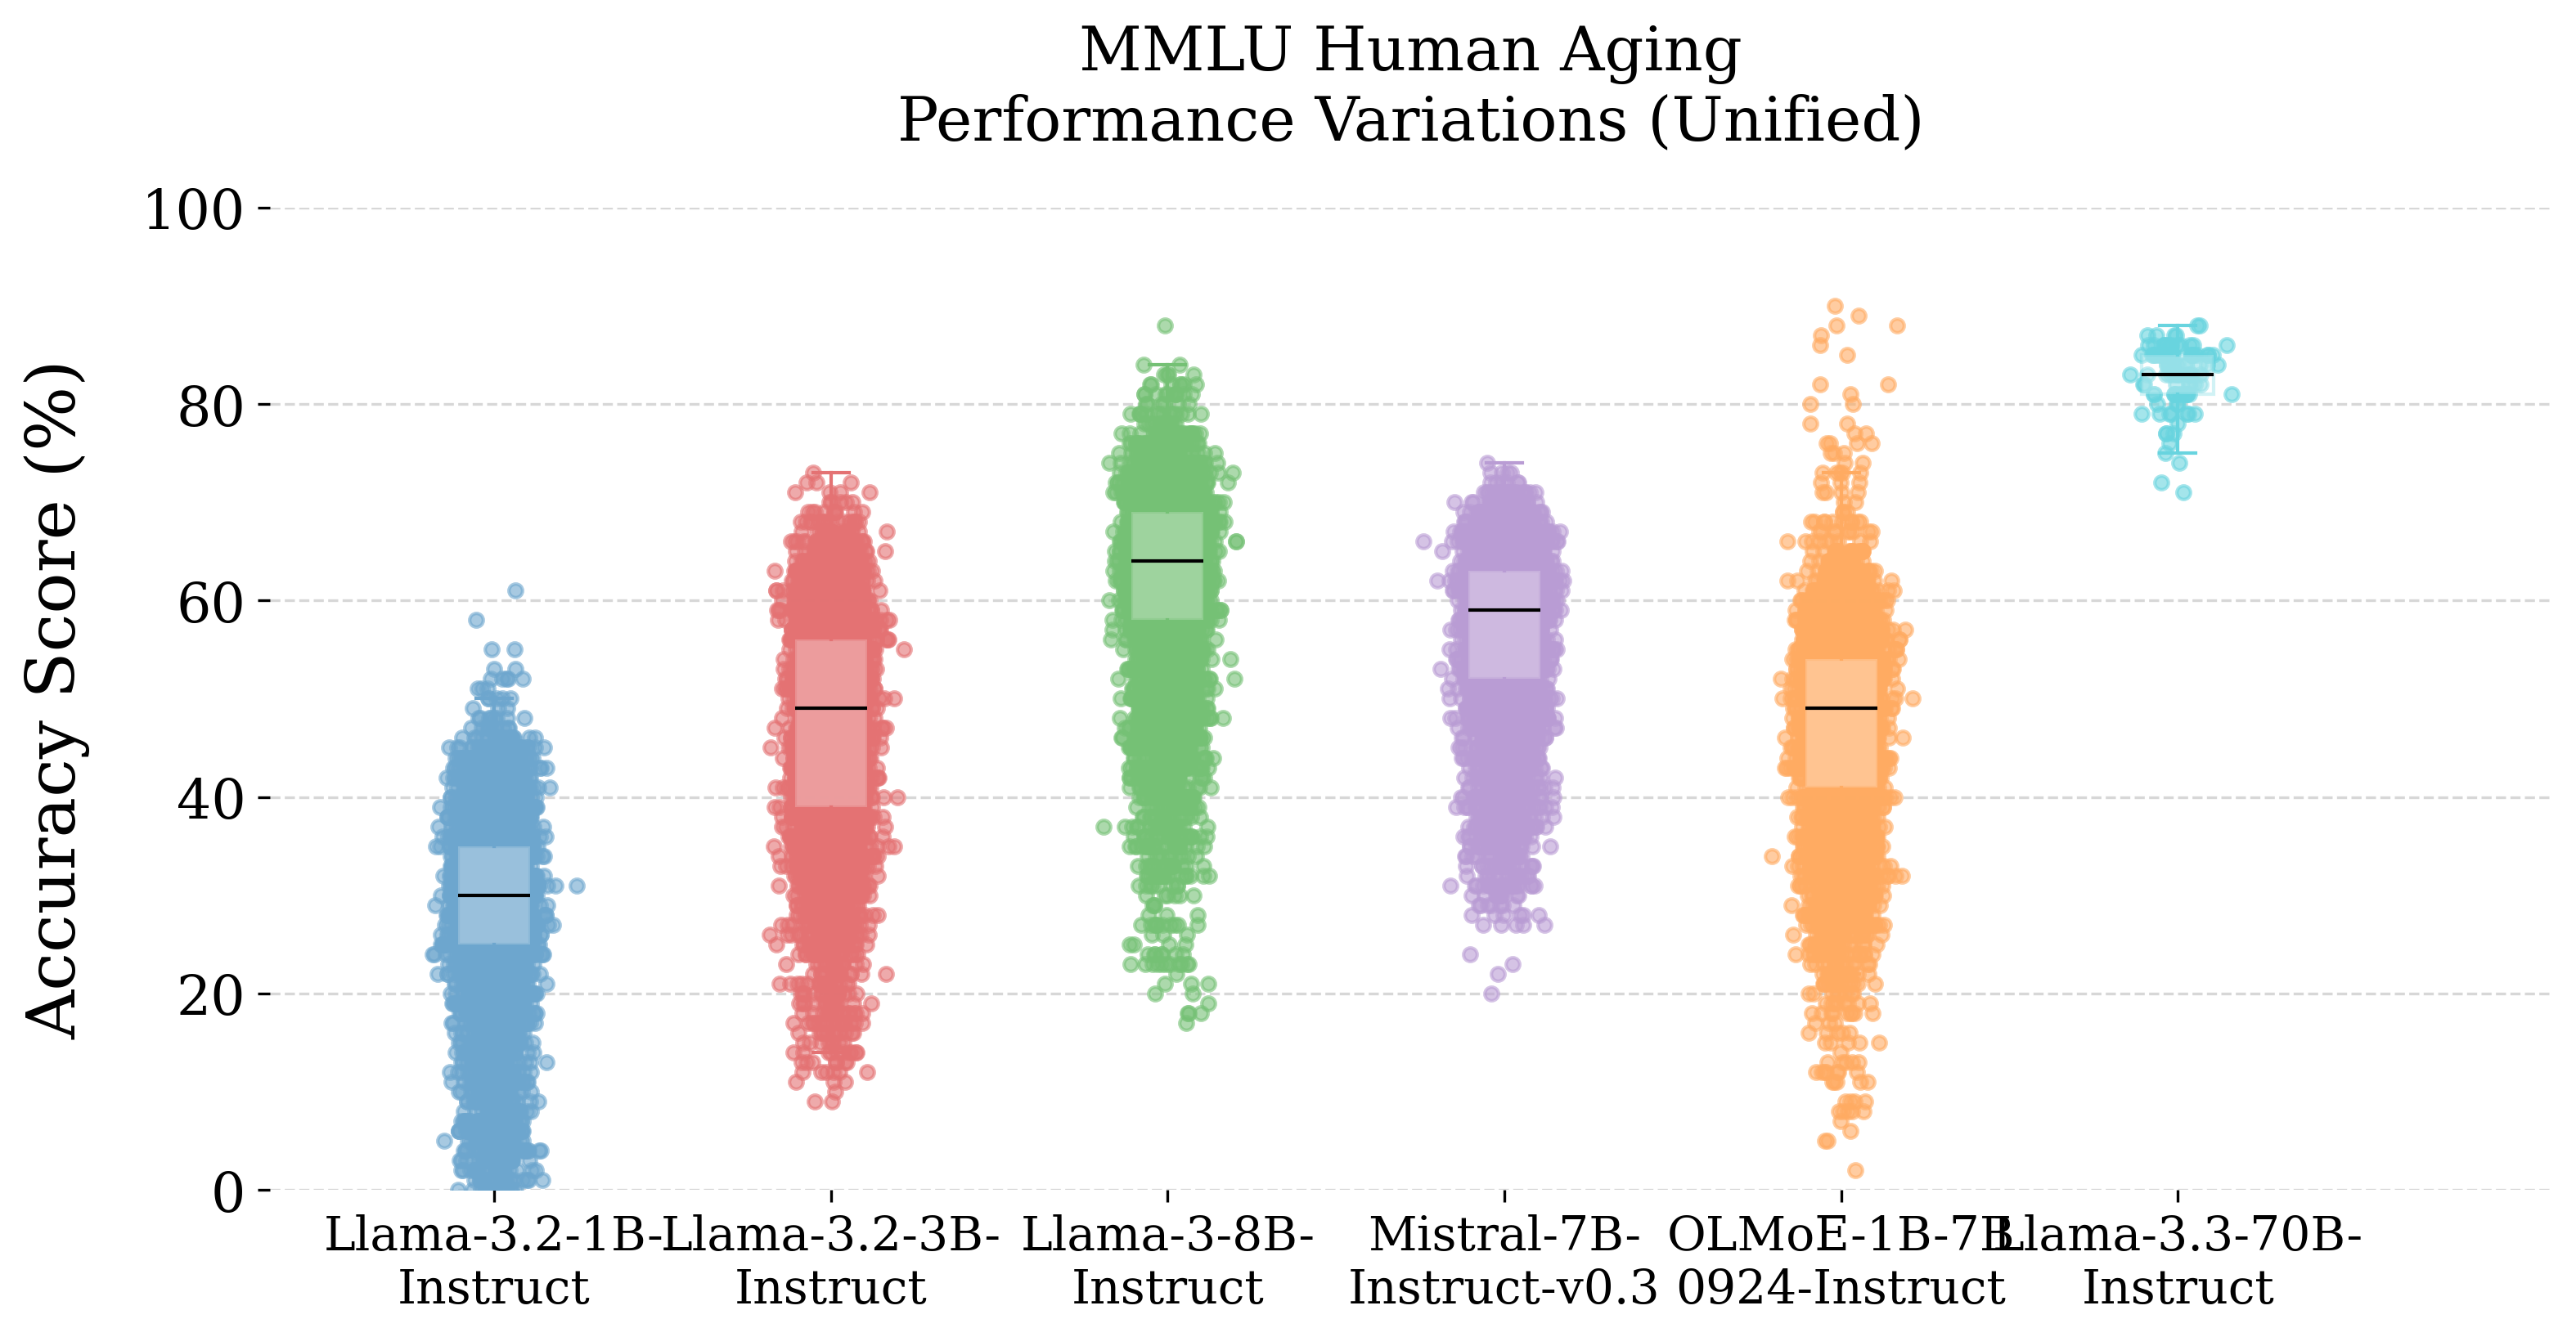 MMLU Human Aging
Performance Variations (Unified)
Accuracy Score (%)
100
80
60
40
20
0
Llama-3.2-1B-
Instruct
Llama-3.2-3B-
Instruct
Llama-3-8B-
Instruct
Mistral-7B-
Instruct-v0.3
OLMoE-1B-7B
0924-Instruct
Llama-3.3-70B-
Instruct